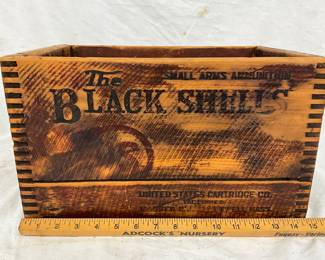 The SMALL ARMS AMMUNITION
BLACK SHELLS
UNITED STATES CARTRIDGE CO.
1 2 3 4 5 6 7 8 9 10 11 12 13 14 15
ADCOCK'S NURSERY